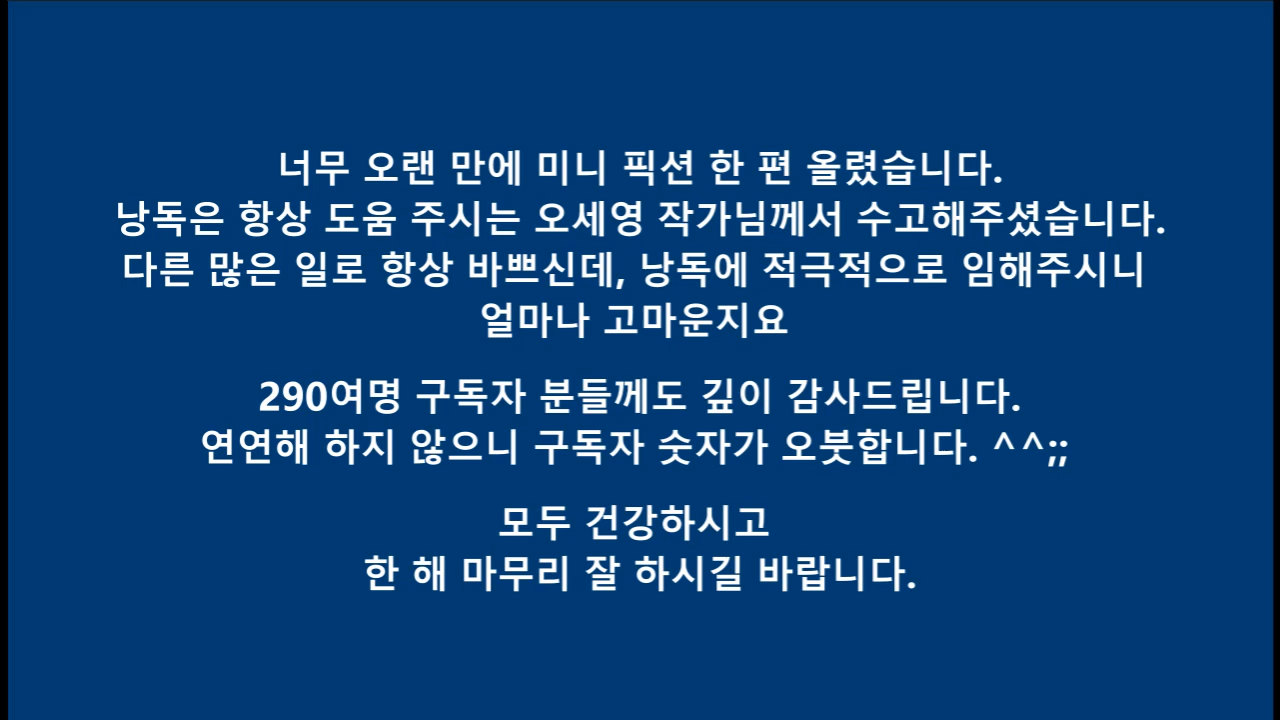 너무 오랜 만에 미니 픽션 한 편 올렸습니다.
낭독은 항상 도움 주시는 오세영 작가님께서 수고해주셨습니다.
다른 많은 일로 항상 바쁘신데, 낭독에 적극적으로 임해주시니
얼마나 고마운지요
290여명 구독자 분들께도 깊이 감사드립니다.
연연해 하지 않으니 구독자 숫자가 오붓합니다. ^^;;
모두 건강하시고
한 해 마무리 잘 하시길 바랍니다.